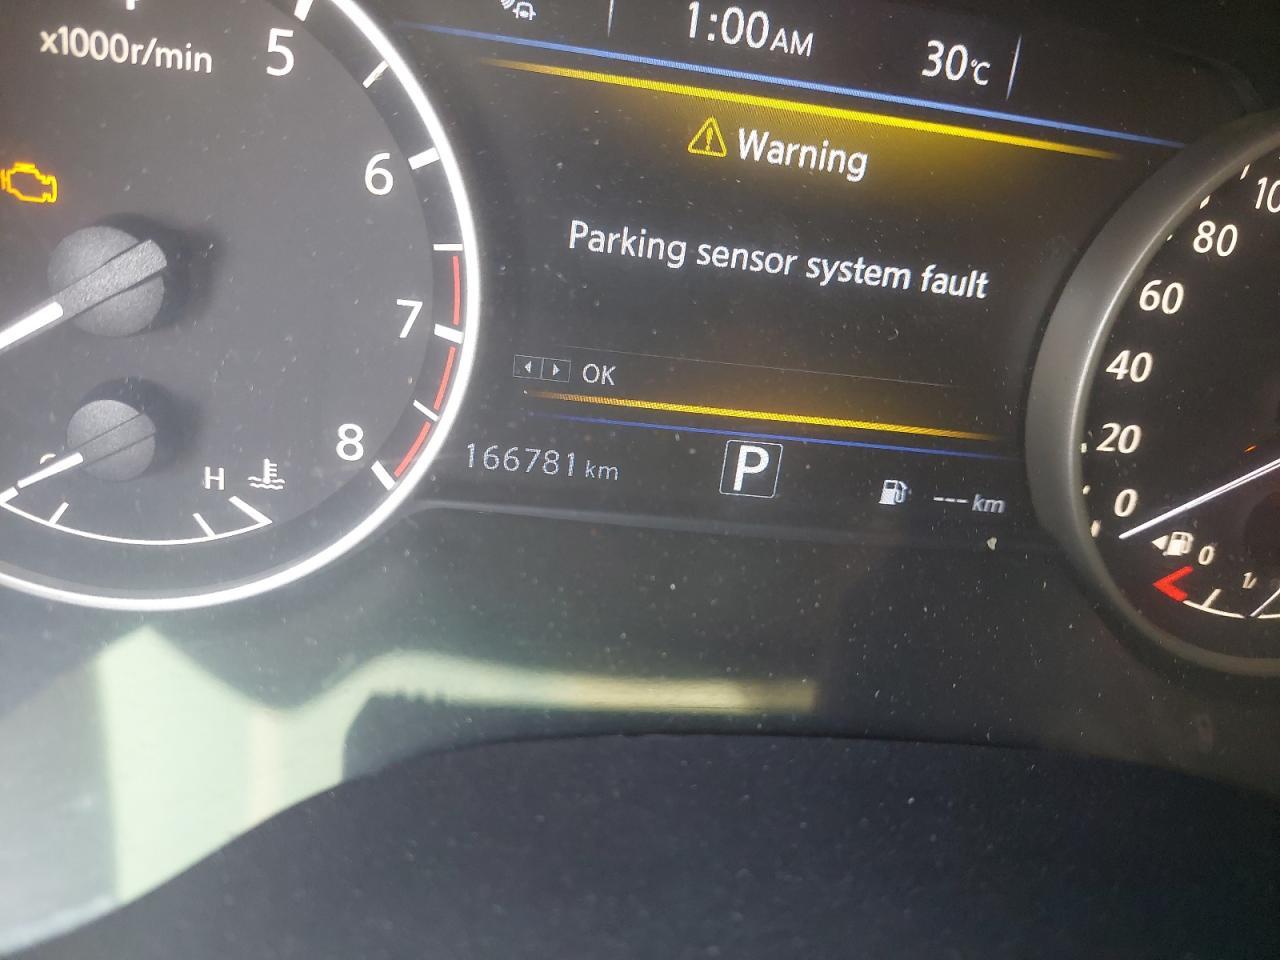 x1000r/min
5
6
7
8
H
1:00AM
30°C
Warning
Parking sensor system fault
OK
166781 km
P
--- km
80
60
40
20
0
0